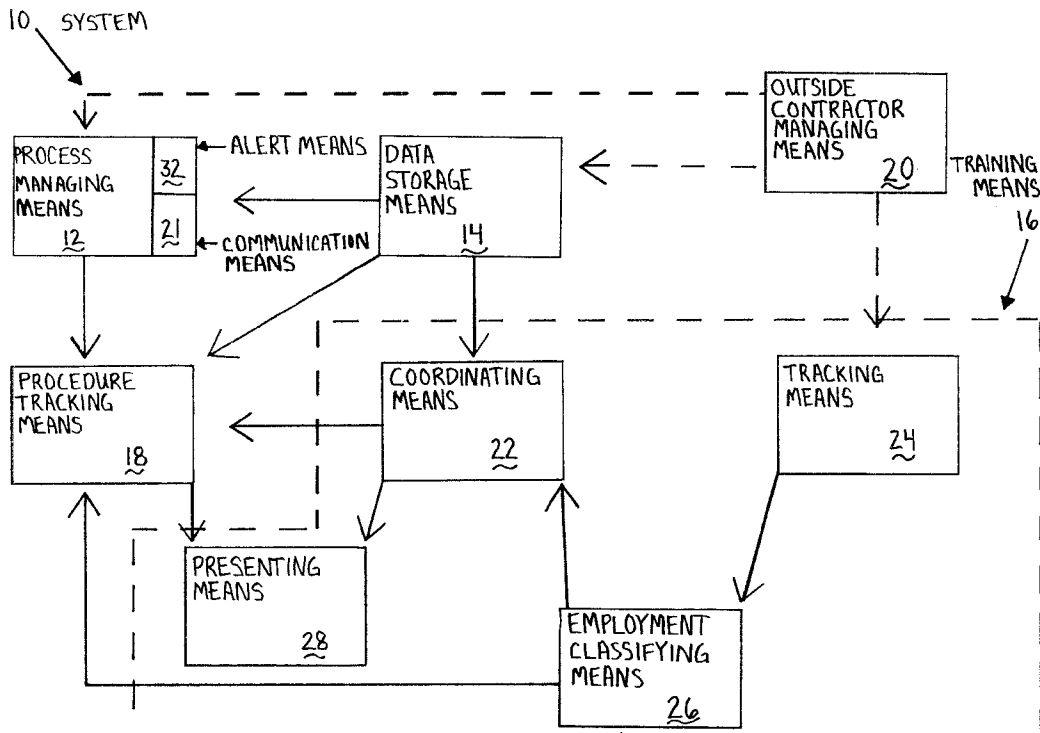 10 SYSTEM
OUTSIDE
CONTRACTOR
MANAGING
MEANS
20
TRAINING
MEANS
16
PROCESS
MANAGING
MEANS
12
32
21
ALERT MEANS
COMMUNICATION
MEANS
DATA
STORAGE
MEANS
14
PROCEDURE
TRACKING
MEANS
18
COORDINATING
MEANS
22
TRACKING
MEANS
24
PRESENTING
MEANS
28
EMPLOYMENT
CLASSIFYING
MEANS
26